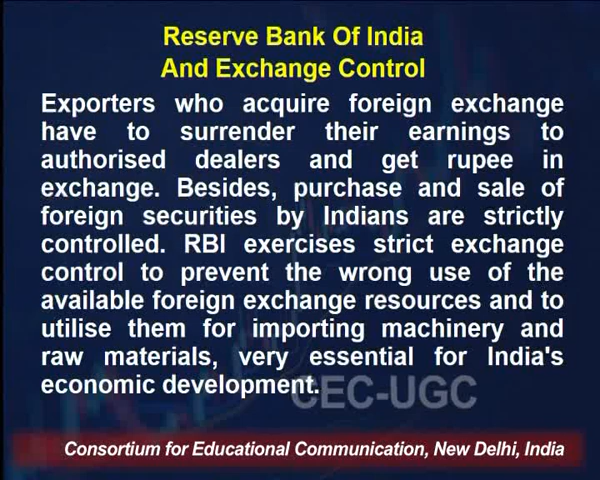 Reserve Bank Of India
And Exchange Control
Exporters who acquire foreign exchange
have to surrender their earnings to
authorised dealers and get rupee in
exchange. Besides, purchase and sale of
foreign securities by Indians are strictly
controlled. RBI exercises strict exchange
control to prevent the wrong use of the
available foreign exchange resources and to
utilise them for importing machinery and
raw materials, very essential for India's
economic development.
CEC-UGC
Consortium for Educational Communication, New Delhi, India